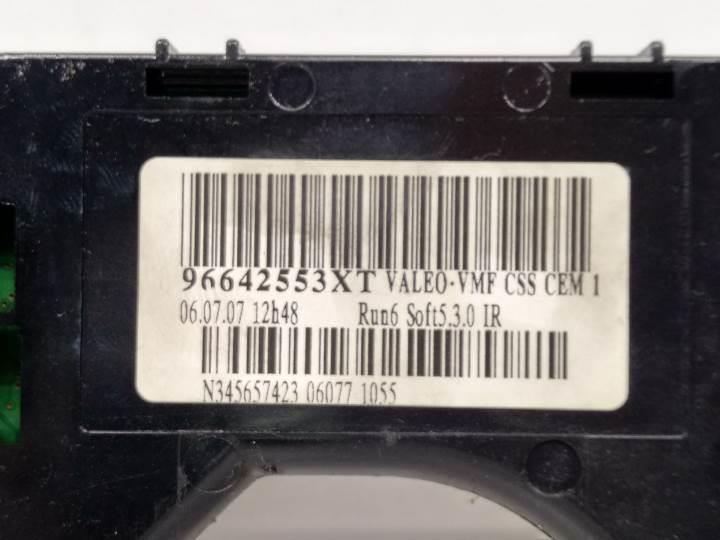 96642553XT VALEO-VMF CSS CEM 1
06.07.07 12h48 Run6 Soft5.3.0 IR
N345657423 06077 1055